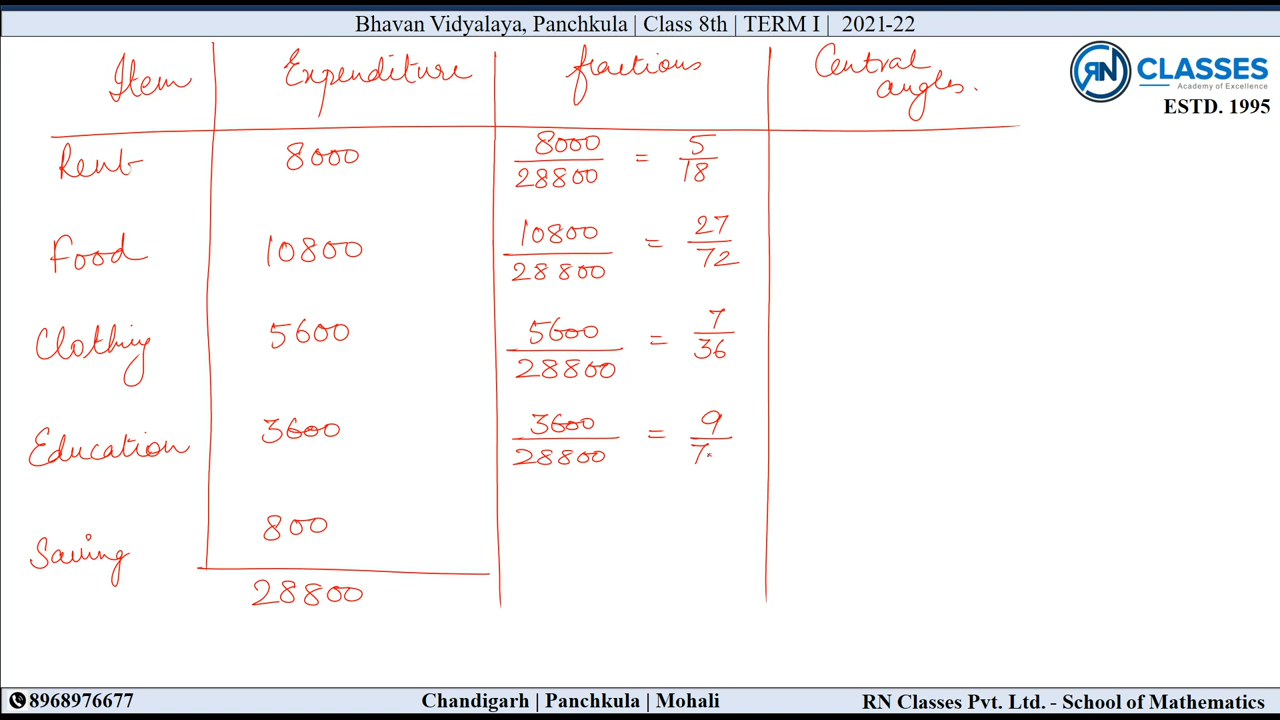 Bhavan Vidyalaya, Panchkula | Class 8th | TERM I | 2021-22
RN CLASSES
Academy of Excellence
ESTD. 1995
Item Expenditure fractions Central angles.
Rent 8000 8000/28800 = 5/18
Food 10800 10800/28800 = 27/72
Clothing 5600 5600/28800 = 7/36
Education 3600 3600/28800 = 9/7
Saving 800
28800
8968976677 Chandigarh | Panchkula | Mohali RN Classes Pvt. Ltd. - School of Mathematics